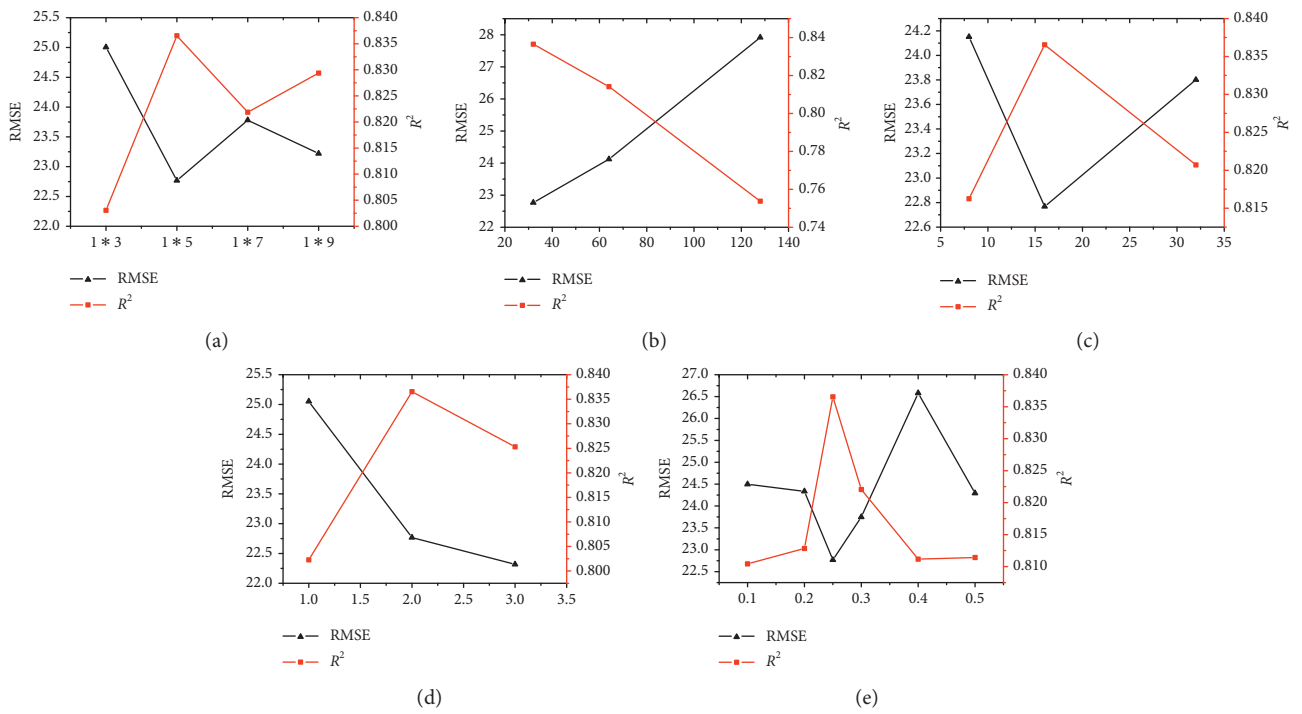 25.5
25.0
24.5
24.0
23.5
23.0
22.5
22.0
RMSE
0.840
0.835
0.830
0.825
0.820
0.815
0.810
0.805
0.800
R²
1 * 3 1 * 5 1 * 7 1 * 9
RMSE
R²
(a)
28
27
26
25
24
23
22
RMSE
0.84
0.82
0.80
0.78
0.76
0.74
R²
20 40 60 80 100 120 140
RMSE
R²
(b)
24.2
24.0
23.8
23.6
23.4
23.2
23.0
22.8
22.6
RMSE
0.840
0.835
0.830
0.825
0.820
0.815
R²
5 10 15 20 25 30 35
RMSE
R²
(c)
25.5
25.0
24.5
24.0
23.5
23.0
22.5
22.0
RMSE
0.840
0.835
0.830
0.825
0.820
0.815
0.810
0.805
0.800
R²
1.0 1.5 2.0 2.5 3.0 3.5
RMSE
R²
(d)
27.0
26.5
26.0
25.5
25.0
24.5
24.0
23.5
23.0
22.5
RMSE
0.840
0.835
0.830
0.825
0.820
0.815
0.810
R²
0.1 0.2 0.3 0.4 0.5
RMSE
R²
(e)